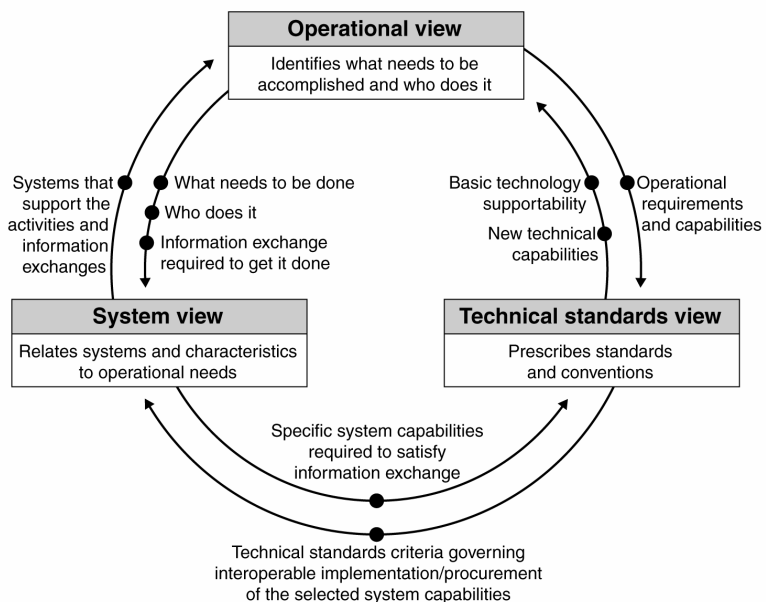 Operational view
Identifies what needs to be
accomplished and who does it
Systems that
support the
activities and
information
exchanges
What needs to be done
Who does it
Information exchange
required to get it done
Basic technology
supportability
New technical
capabilities
Operational
requirements
and capabilities
System view
Relates systems and characteristics
to operational needs
Technical standards view
Prescribes standards
and conventions
Specific system capabilities
required to satisfy
information exchange
Technical standards criteria governing
interoperable implementation/procurement
of the selected system capabilities